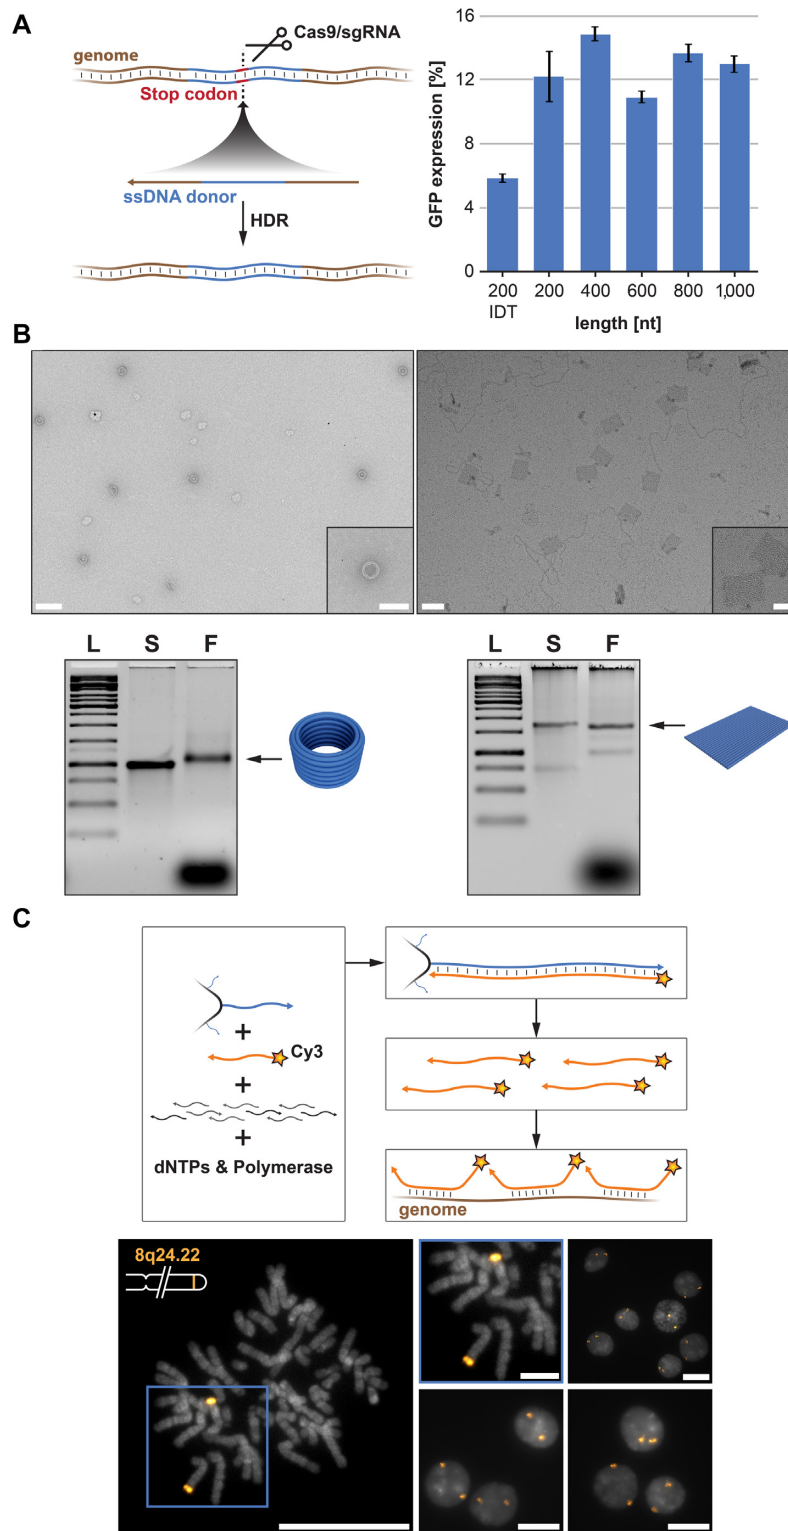 A
Cas9/sgRNA
genome
Stop codon
ssDNA donor
HDR
GFP expression [%]
16
12
8
4
0
200 200 400 600 800 1,000
IDT
length [nt]
B
L S F
L S F
C
Cy3
+
+
+
dNTPs & Polymerase
genome
8q24.22